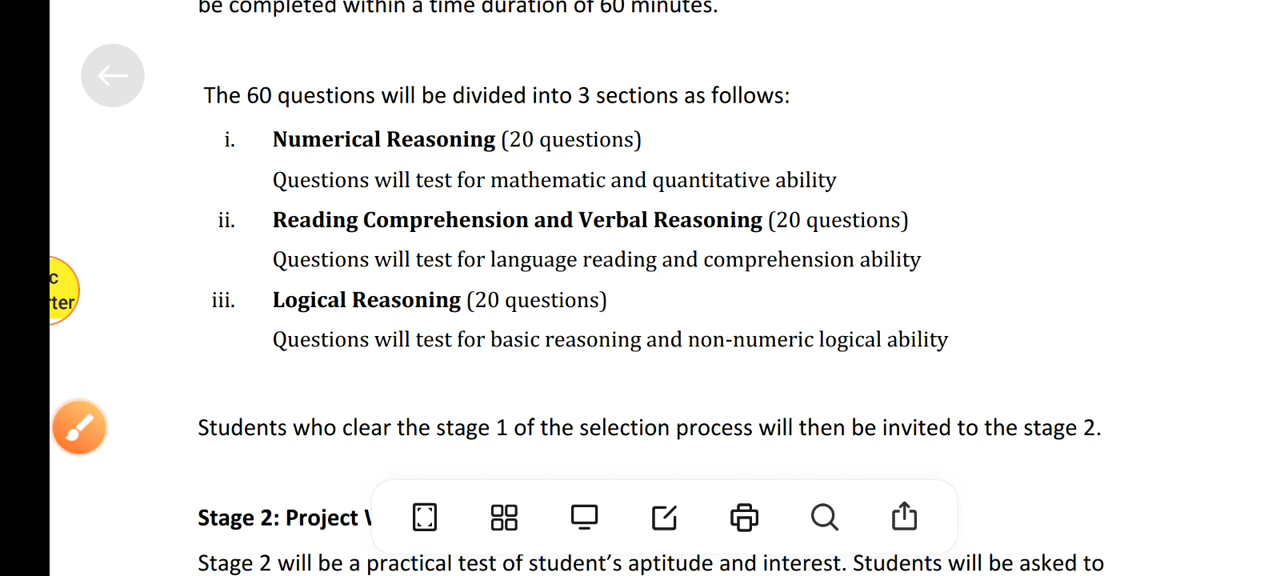 be completed within a time duration of 60 minutes.
The 60 questions will be divided into 3 sections as follows:
i. Numerical Reasoning (20 questions)
Questions will test for mathematic and quantitative ability
ii. Reading Comprehension and Verbal Reasoning (20 questions)
Questions will test for language reading and comprehension ability
iii. Logical Reasoning (20 questions)
Questions will test for basic reasoning and non-numeric logical ability
Students who clear the stage 1 of the selection process will then be invited to the stage 2.
Stage 2: Project
Stage 2 will be a practical test of student’s aptitude and interest. Students will be asked to